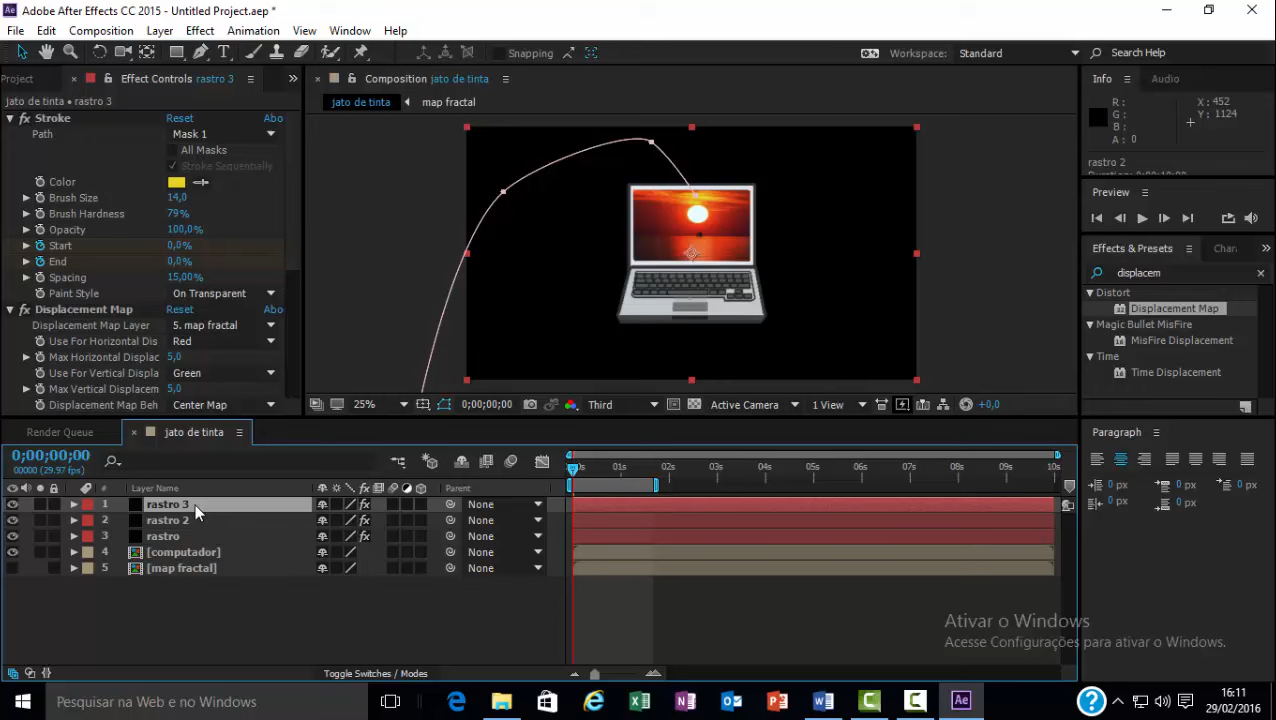 Adobe After Effects CC 2015 - Untitled Project.aep *
File Edit Composition Layer Effect Animation View Window Help
Snapping Workspace: Standard Search Help
Project Effect Controls rastro 3 Composition jato de tinta Info Audio
jato de tinta • rastro 3 jato de tinta map fractal
R: G: B: A: 0 X: 452 Y: 1124
rastro 2
fx Stroke Reset Abo
Path Mask 1
All Masks
Stroke Sequentially
Color
Brush Size 14,0
Brush Hardness 79%
Opacity 100,0%
Start 0,0%
End 0,0%
Spacing 15,00%
Paint Style On Transparent
fx Displacement Map Reset Abo
Displacement Map Layer 5. map fractal
Use For Horizontal Dis Red
Max Horizontal Displac 5,0
Use For Vertical Displa Green
Max Vertical Displacem 5,0
Displacement Map Beh Center Map
25% 0;00;00;00 Third Active Camera 1 View +0,0
Preview
Effects & Presets Chan
displacem
Distort
Displacement Map
Magic Bullet MisFire
MisFire Displacement
Time
Time Displacement
Render Queue jato de tinta
0;00;00;00
00000 (29.97 fps)
01s 02s 03s 04s 05s 06s 07s 08s 09s 10s
# Layer Name fx Parent
1 rastro 3 fx None
2 rastro 2 fx None
3 rastro fx None
4 [computador] None
5 [map fractal] None
Toggle Switches / Modes
Paragraph
0 px 0 px 0 px
0 px 0 px
Ativar o Windows
Acesse Configurações para ativar o Windows.
Pesquisar na Web e no Windows
16:11
29/02/2016